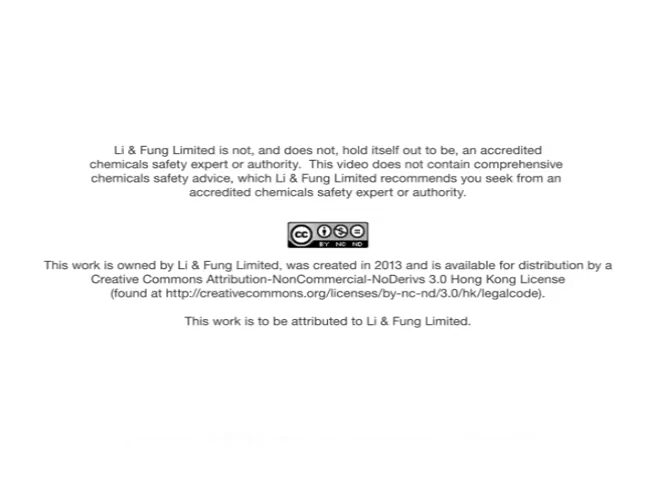 Li & Fung Limited is not, and does not, hold itself out to be, an accredited
chemicals safety expert or authority.  This video does not contain comprehensive
chemicals safety advice, which Li & Fung Limited recommends you seek from an
accredited chemicals safety expert or authority.
cc
BY NC ND
This work is owned by Li & Fung Limited, was created in 2013 and is available for distribution by a
Creative Commons Attribution-NonCommercial-NoDerivs 3.0 Hong Kong License
(found at http://creativecommons.org/licenses/by-nc-nd/3.0/hk/legalcode).
This work is to be attributed to Li & Fung Limited.